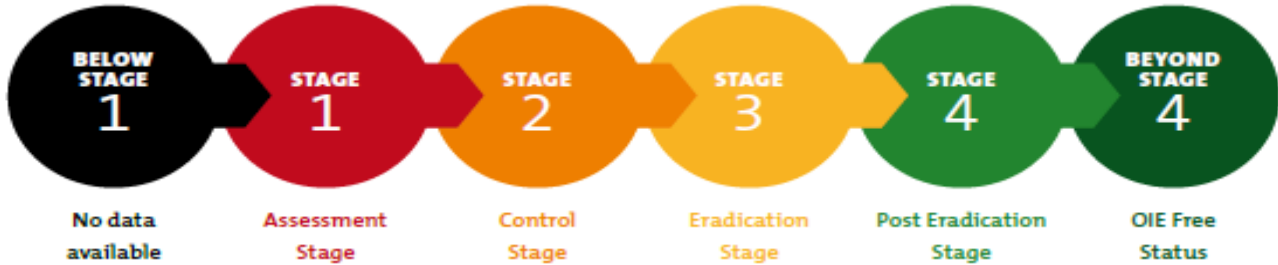 BELOW
STAGE
1
STAGE
1
STAGE
2
STAGE
3
STAGE
4
BEYOND
STAGE
4
No data
available
Assessment
Stage
Control
Stage
Eradication
Stage
Post Eradication
Stage
OIE Free
Status